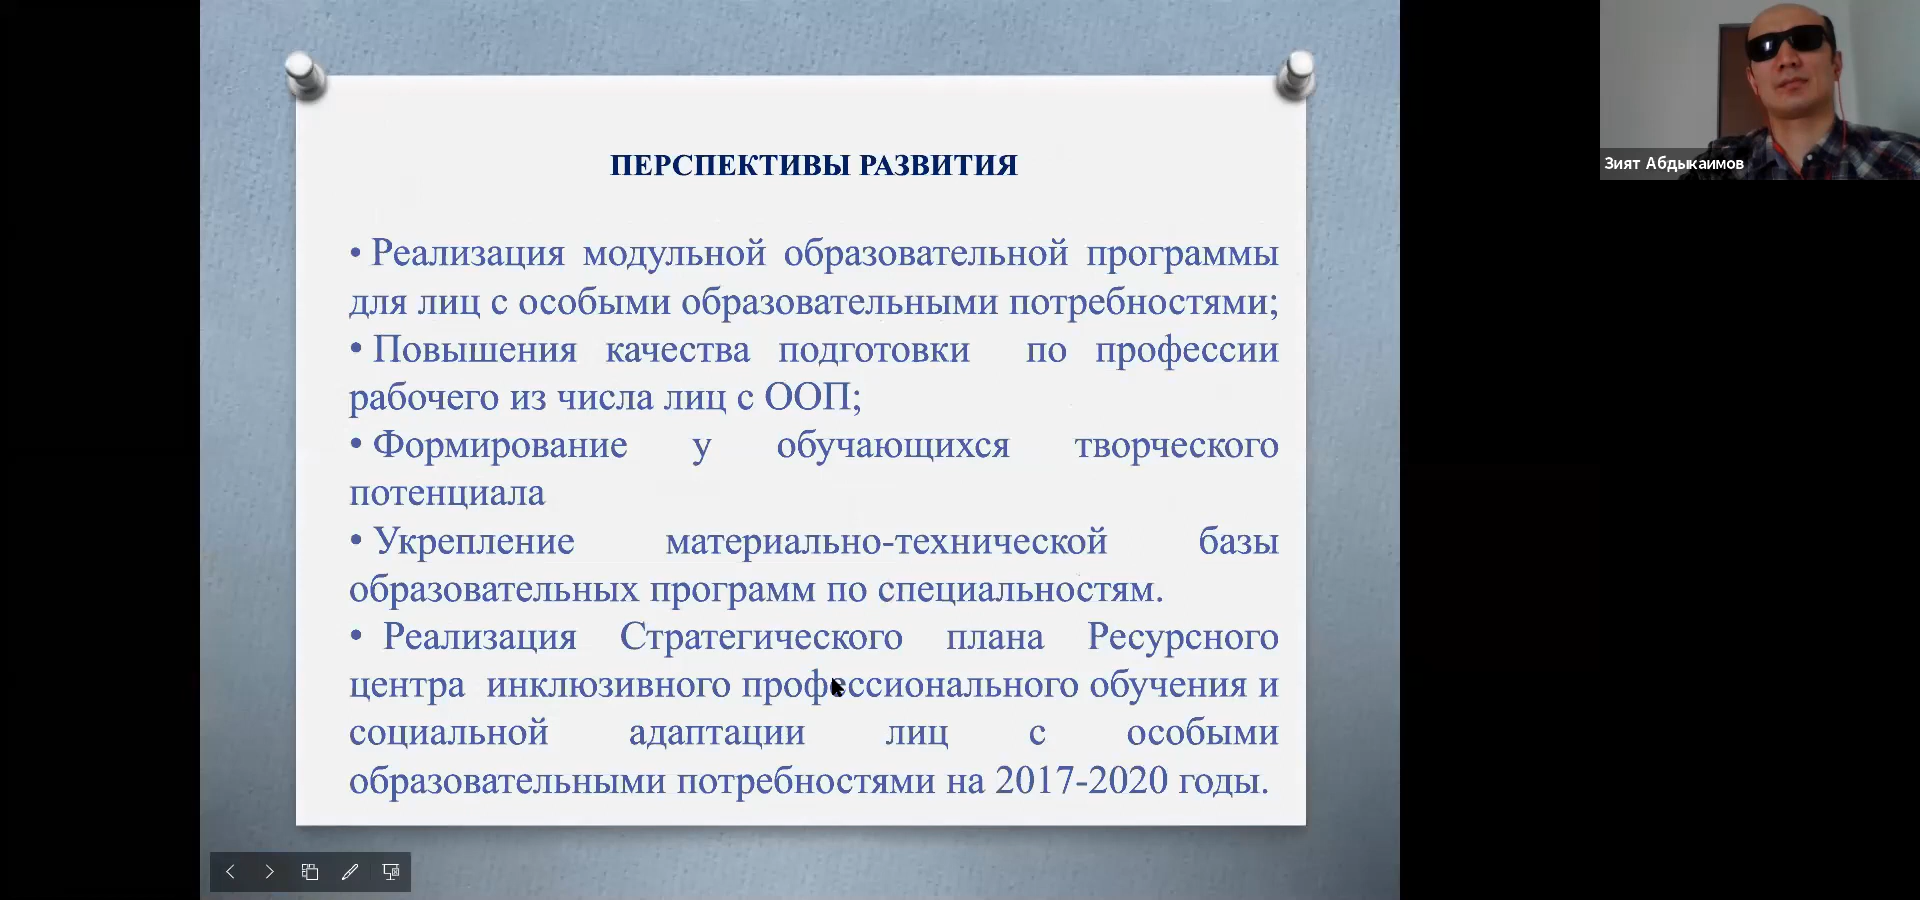 ПЕРСПЕКТИВЫ РАЗВИТИЯ
• Реализация модульной образовательной программы
для лиц с особыми образовательными потребностями;
• Повышения качества подготовки по профессии
рабочего из числа лиц с ООП;
• Формирование у обучающихся творческого
потенциала
• Укрепление материально-технической базы
образовательных программ по специальностям.
• Реализация Стратегического плана Ресурсного
центра инклюзивного профессионального обучения и
социальной адаптации лиц с особыми
образовательными потребностями на 2017-2020 годы.
Зият Абдыкаимов